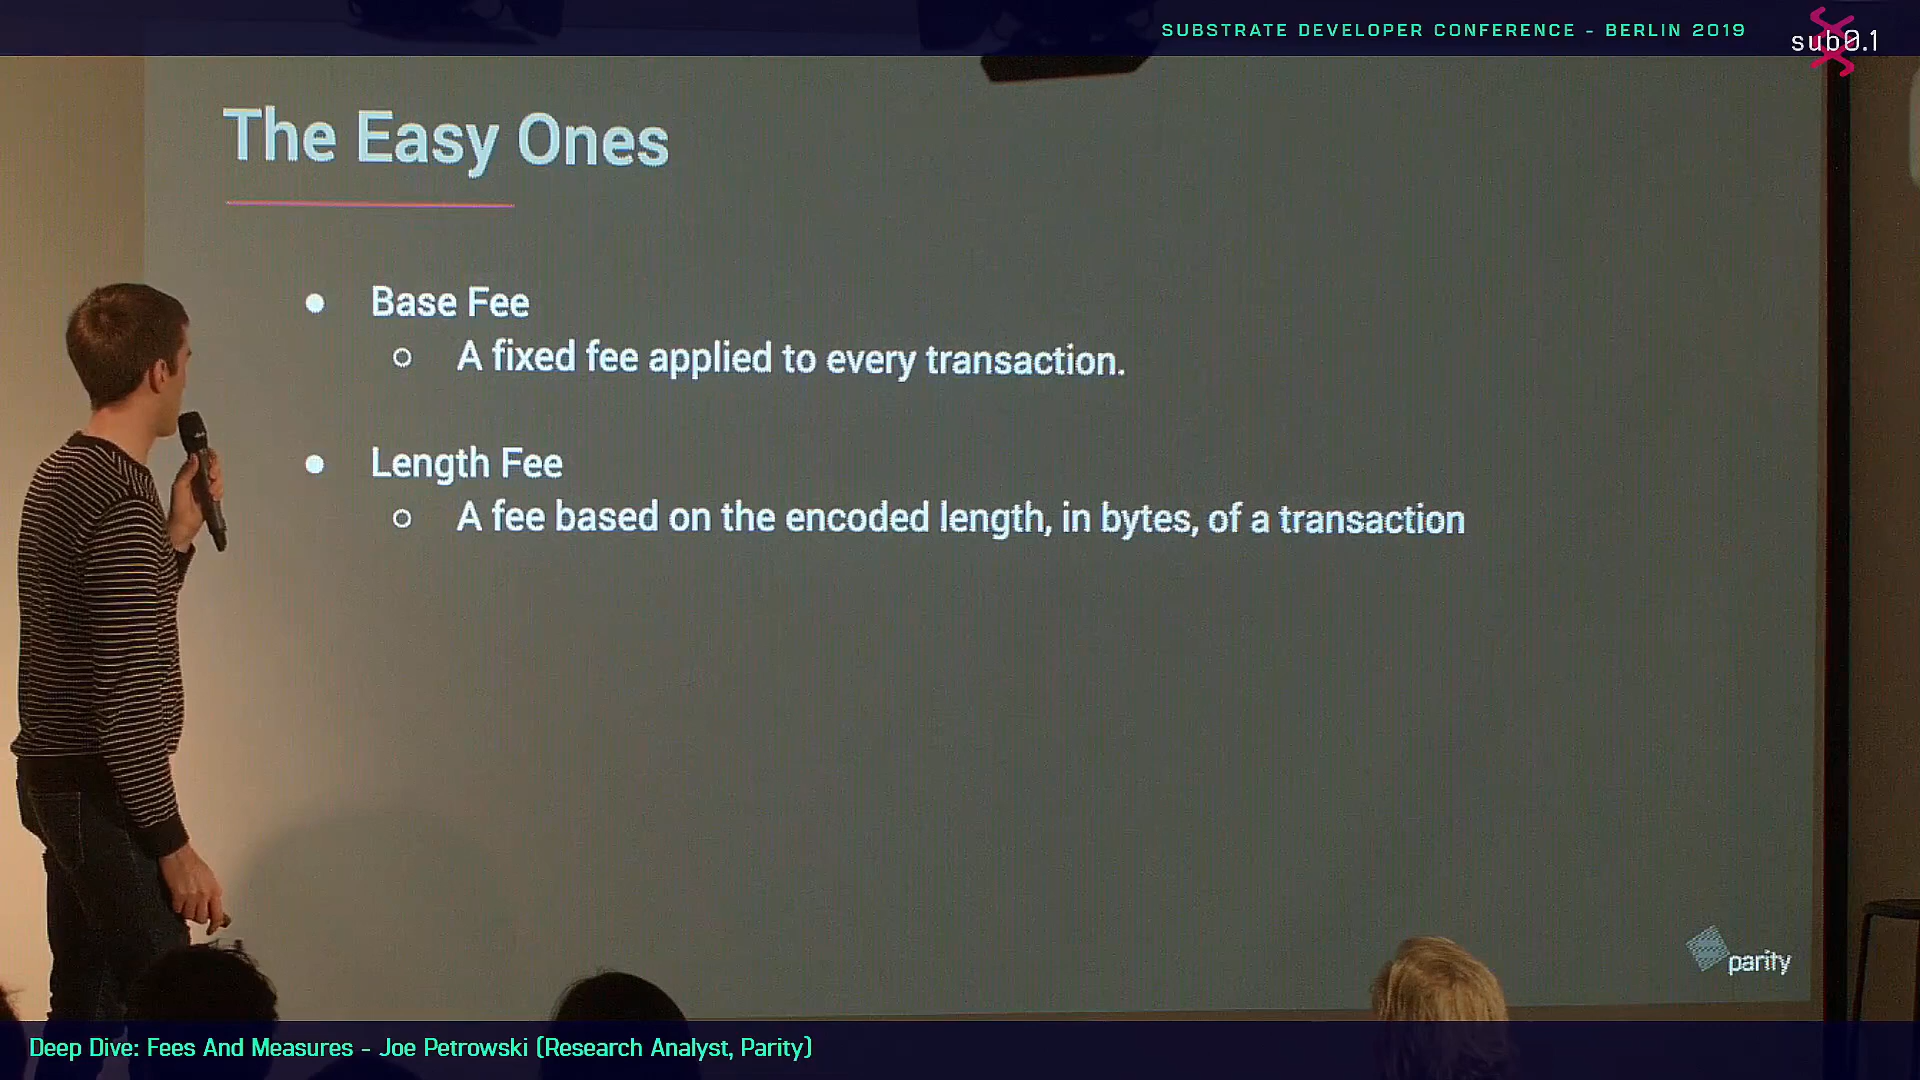 SUBSTRATE DEVELOPER CONFERENCE - BERLIN 2019
sub0.1
The Easy Ones
● Base Fee
○ A fixed fee applied to every transaction.
● Length Fee
○ A fee based on the encoded length, in bytes, of a transaction
parity
Deep Dive: Fees And Measures - Joe Petrowski (Research Analyst, Parity)